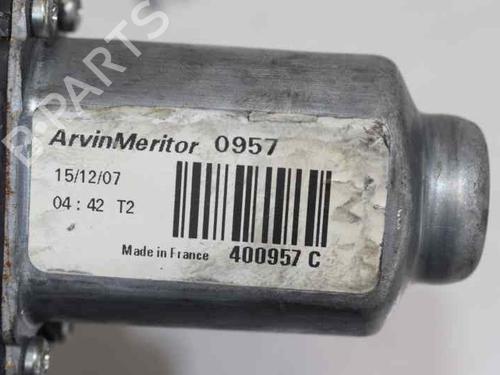 B-PARTS
ArvinMeritor 0957
15/12/07
04 : 42 T2
Made in France 400957 C